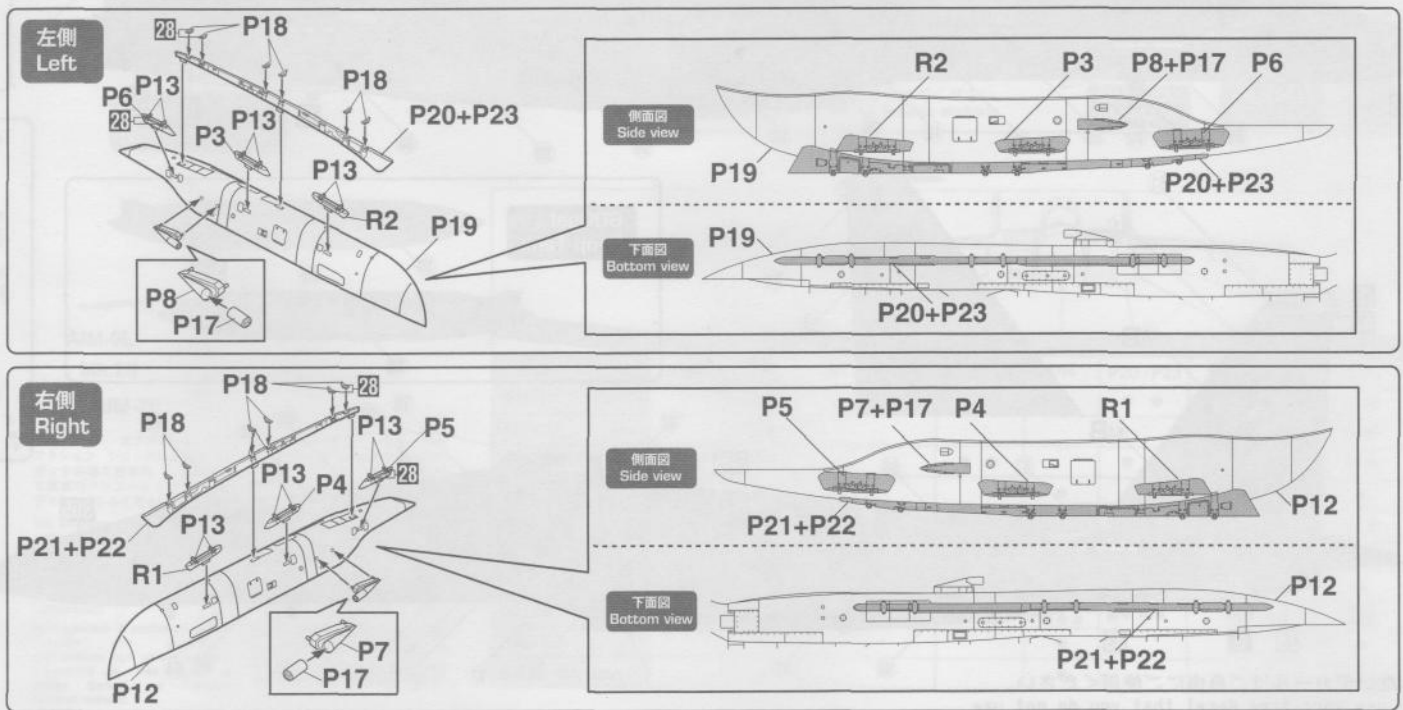 左側
Left
28
P18
P18
P6
P13
28
P13
P3
P13
R2
P20+P23
P19
P8
P17
側面図
Side view
R2
P3
P8+P17
P6
P19
P20+P23
下面図
Bottom view
P19
P20+P23
右側
Right
P18
28
P18
P13
P5
28
P13
P4
P13
P21+P22
R1
P7
P17
P12
側面図
Side view
P5
P7+P17
P4
R1
P21+P22
P12
下面図
Bottom view
P12
P21+P22